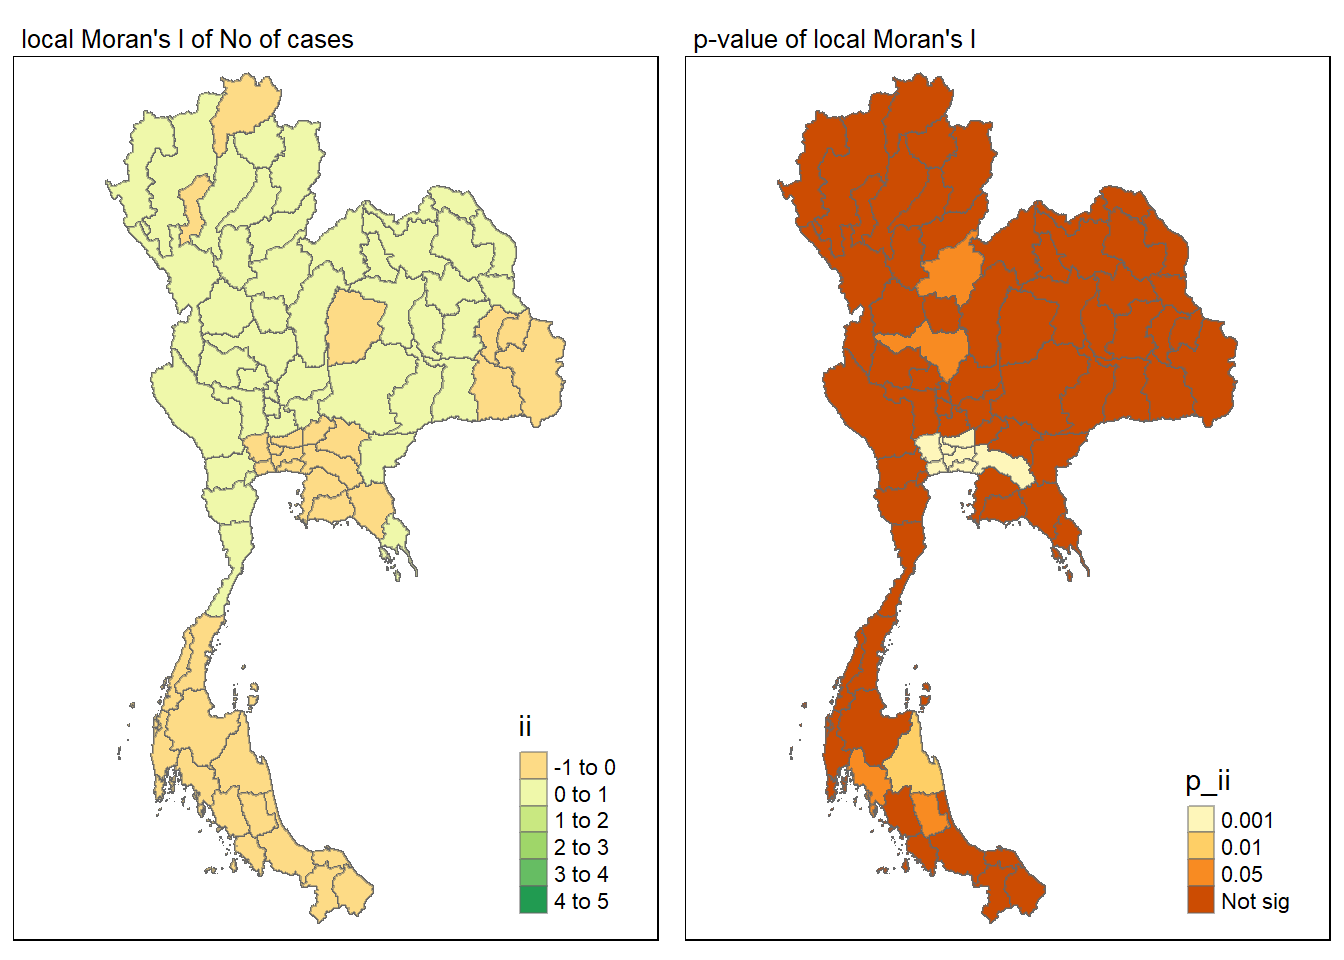 local Moran's I of No of cases
ii
-1 to 0
0 to 1
1 to 2
2 to 3
3 to 4
4 to 5
p-value of local Moran's I
p_ii
0.001
0.01
0.05
Not sig